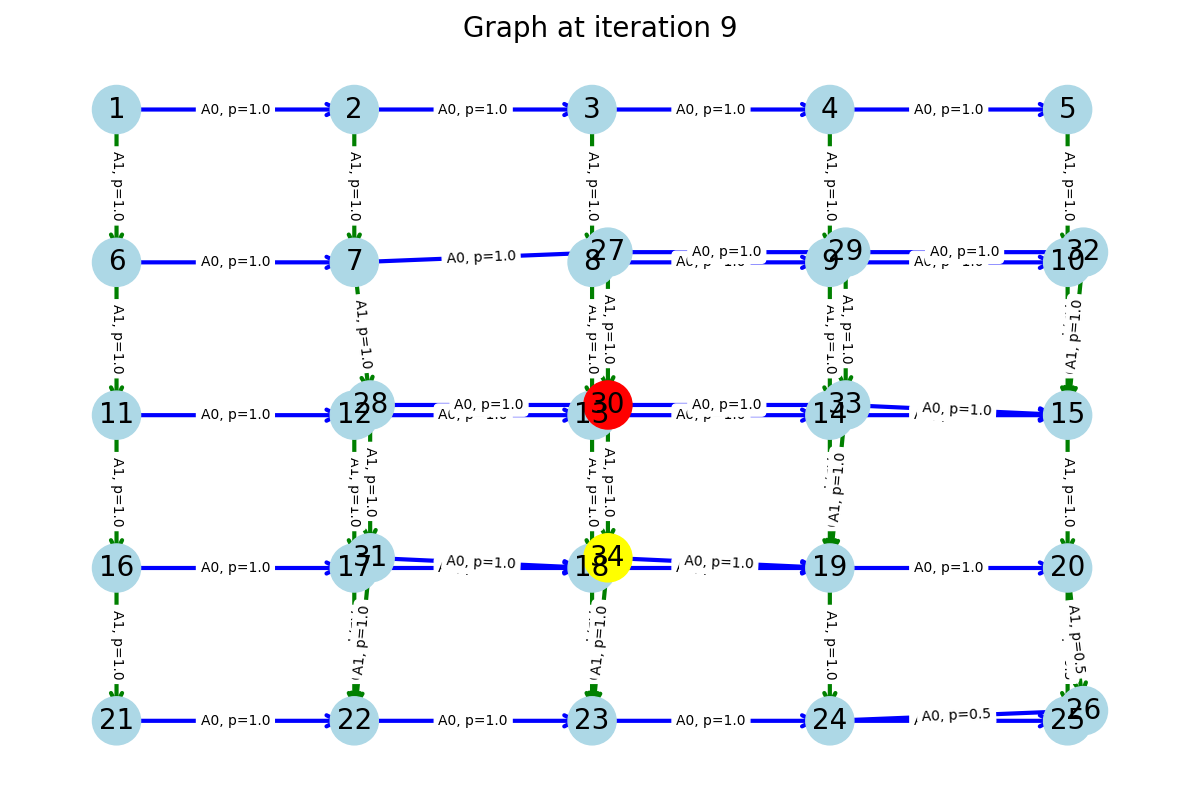 Graph at iteration 9
1 A0, p=1.0 2 A0, p=1.0 3 A0, p=1.0 4 A0, p=1.0 5
A1, p=1.0 A1, p=1.0 A1, p=1.0 A1, p=1.0 A1, p=1.0
27 A0, p=1.0 29 A0, p=1.0 32
6 A0, p=1.0 7 A0, p=1.0 8 A0, p=1.0 9 A0, p=1.0 10
A1, p=1.0 A1, p=1.0 A1, p=1.0 A1, p=1.0 A1, p=1.0 A1, p=1.0 A1, p=1.0
28 A0, p=1.0 30 A0, p=1.0 33 A0, p=1.0
11 A0, p=1.0 12 A0, p=1.0 13 A0, p=1.0 14 15
A1, p=1.0 A1, p=1.0 A1, p=1.0 A1, p=1.0 A1, p=1.0 A1, p=1.0 A1, p=1.0
31 A0, p=1.0 34 A0, p=1.0
16 A0, p=1.0 17 18 19 A0, p=1.0 20
A1, p=1.0 A1, p=1.0 A1, p=1.0 A1, p=1.0 A1, p=0.5
A0, p=0.5 26
21 A0, p=1.0 22 A0, p=1.0 23 A0, p=1.0 24 25